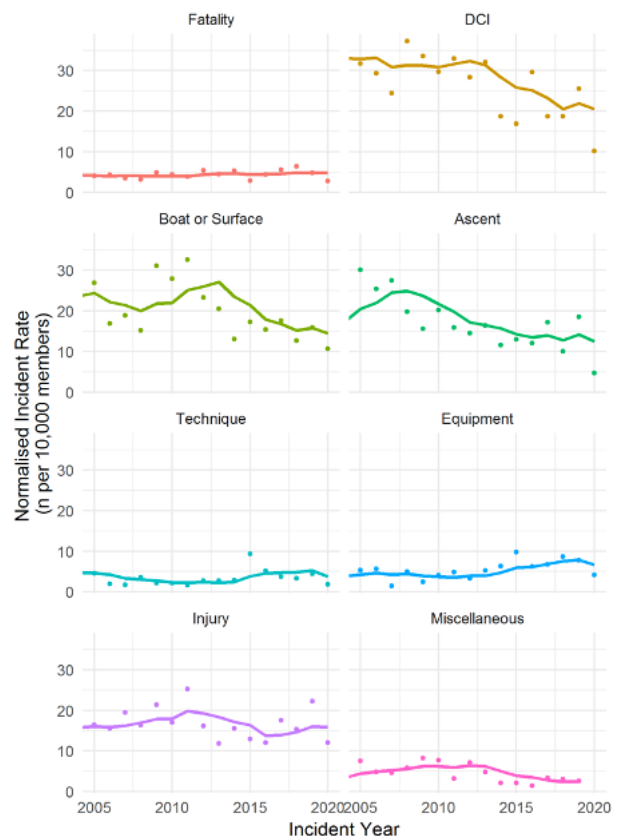 Fatality
DCI
30
20
10
0
Boat or Surface
Ascent
30
20
10
0
Technique
Equipment
30
20
10
0
Injury
Miscellaneous
30
20
10
0
2005 2010 2015 2020 2005 2010 2015 2020
Incident Year
Normalised Incident Rate
(n per 10,000 members)